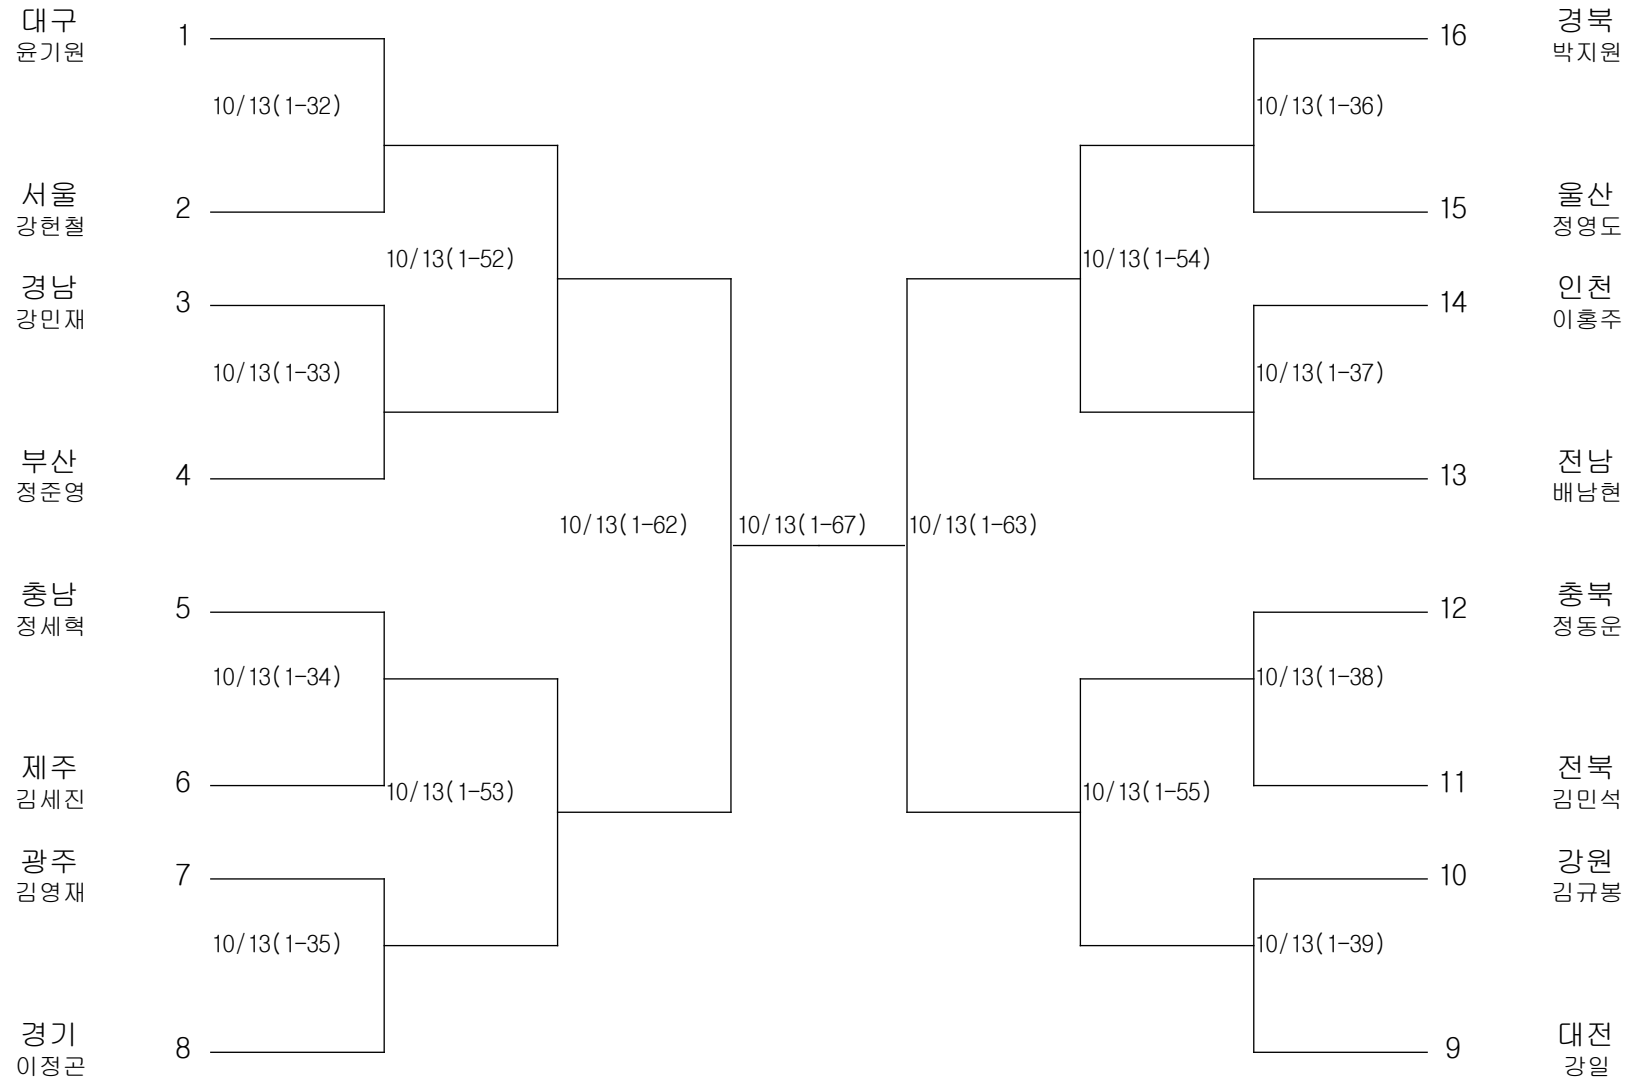 대구
윤기원
1
10/13(1-32)
서울
강헌철
2
10/13(1-52)
경남
강민재
3
10/13(1-33)
부산
정준영
4
10/13(1-62)
충남
정세혁
5
10/13(1-34)
제주
김세진
6
10/13(1-53)
광주
김영재
7
10/13(1-35)
경기
이정곤
8
10/13(1-67)
16
경북
박지원
10/13(1-36)
15
울산
정영도
10/13(1-54)
14
인천
이홍주
10/13(1-37)
13
전남
배남현
10/13(1-63)
12
충북
정동운
10/13(1-38)
11
전북
김민석
10/13(1-55)
10
강원
김규봉
10/13(1-39)
9
대전
강일